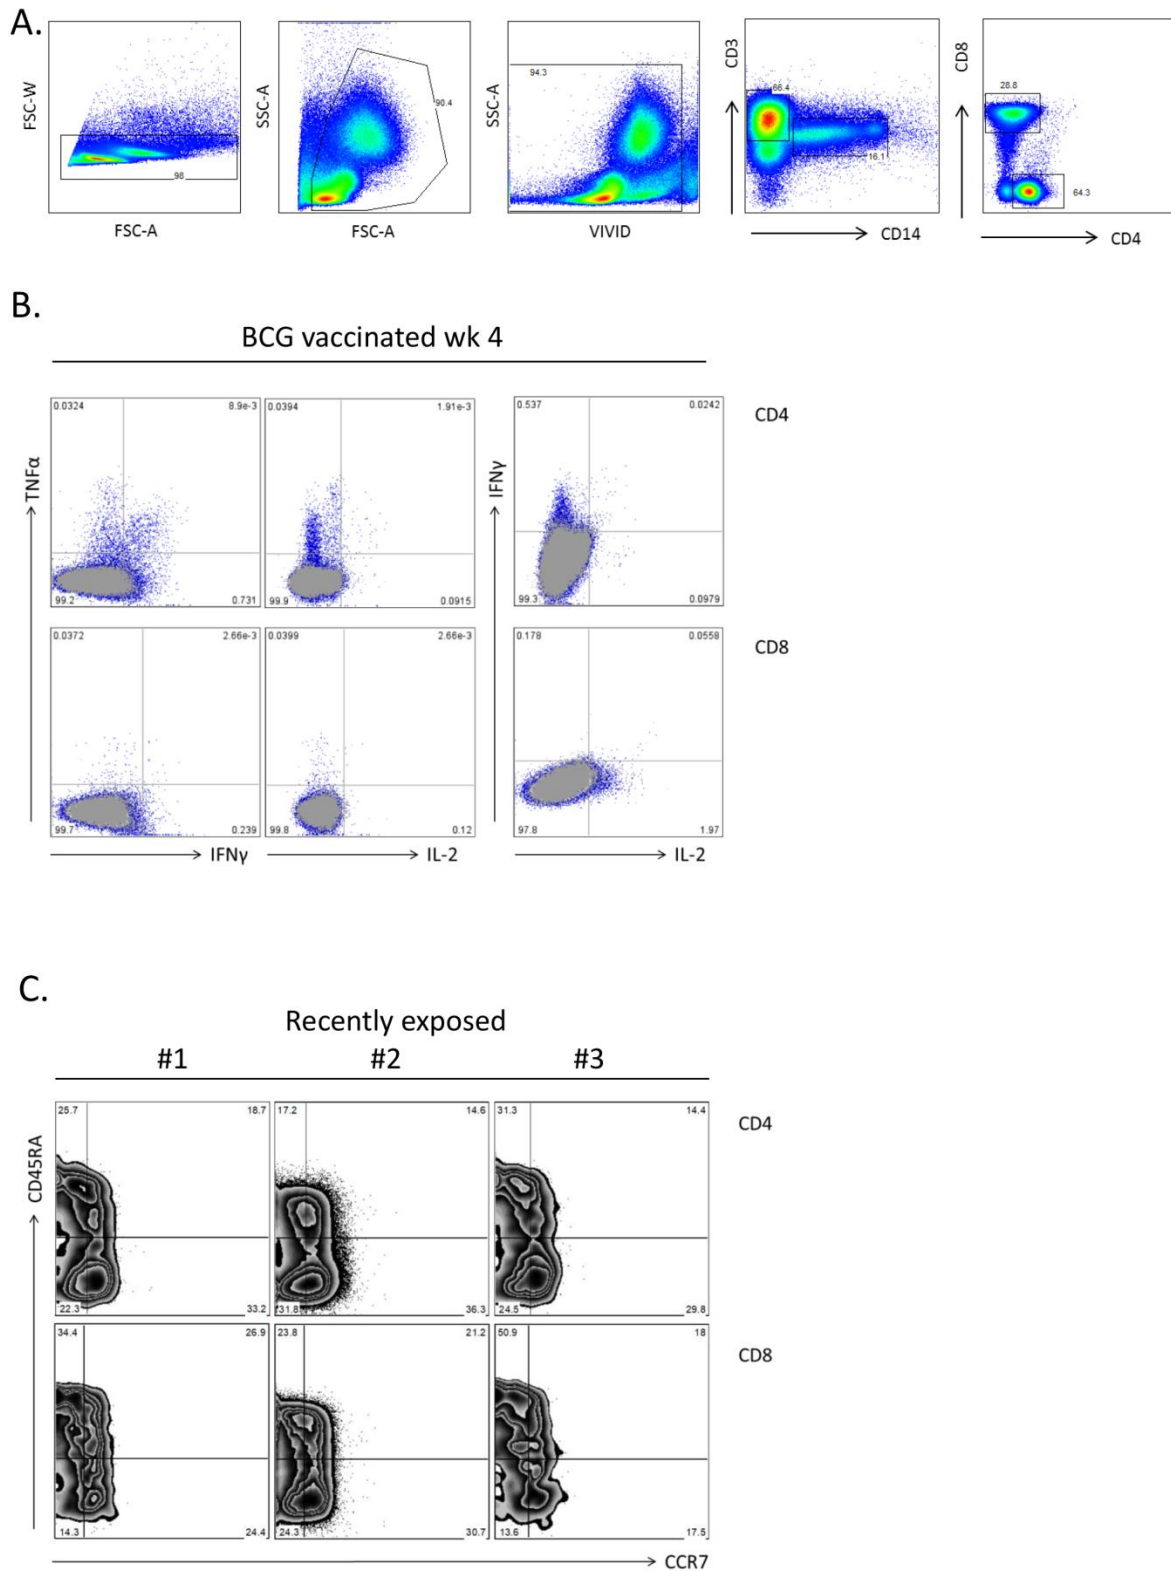 A.
FSC-W
98
FSC-A
SSC-A
90.4
FSC-A
SSC-A
94.3
VIVID
CD3
66.4
16.1
CD14
CD8
28.8
64.3
CD4
B.
BCG vaccinated wk 4
TNFα
0.0324 8.9e-3
99.2 0.731
0.0394 1.91e-3
99.9 0.0915
IFNγ
0.537 0.0242
99.3 0.0979
CD4
0.0372 2.66e-3
99.7 0.239
0.0399 2.66e-3
99.8 0.12
0.178 0.0558
97.8 1.97
CD8
IFNγ
IL-2
IL-2
C.
Recently exposed
#1 #2 #3
CD45RA
25.7 18.7
22.3 33.2
17.2 14.6
31.8 36.3
31.3 14.4
24.5 29.8
CD4
34.4 26.9
14.3 24.4
23.8 21.2
24.3 30.7
50.9 18
13.6 17.5
CD8
CCR7